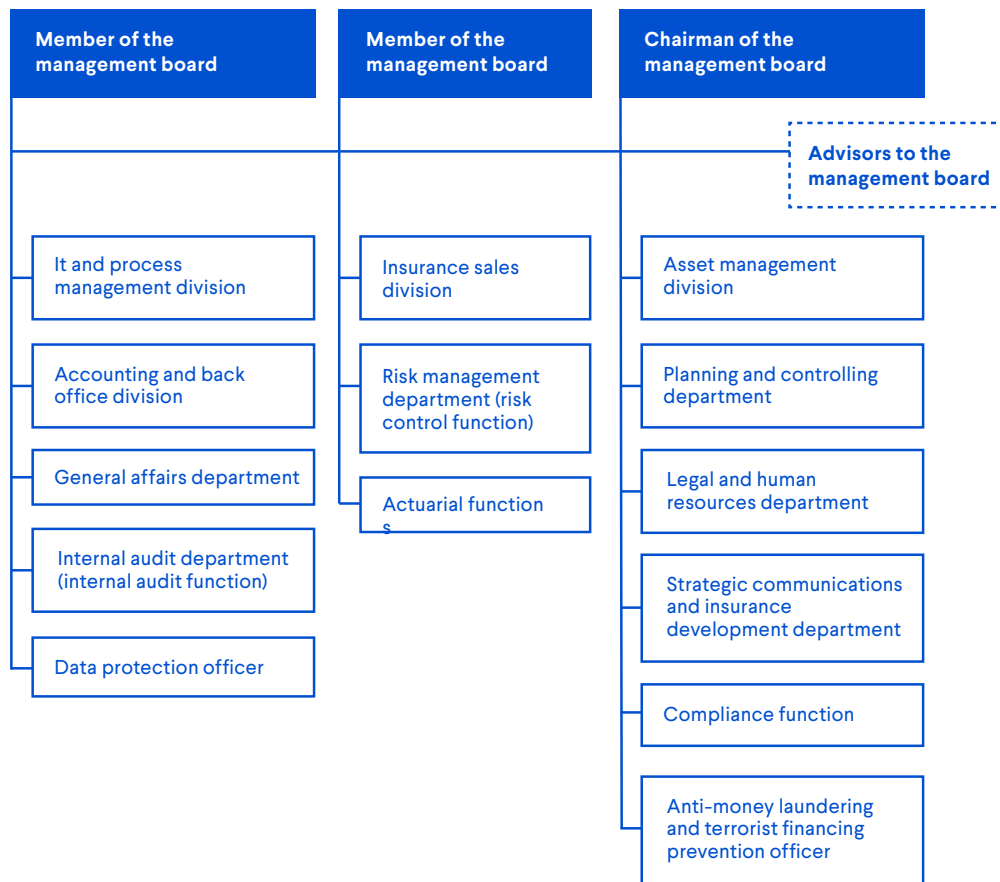 Member of the
management board
Member of the
management board
Chairman of the
management board
Advisors to the
management board
It and process
management division
Accounting and back
office division
General affairs department
Internal audit department
(internal audit function)
Data protection officer
Insurance sales
division
Risk management
department (risk
control function)
Actuarial function
s
Asset management
division
Planning and controlling
department
Legal and human
resources department
Strategic communications
and insurance
development department
Compliance function
Anti-money laundering
and terrorist financing
prevention officer